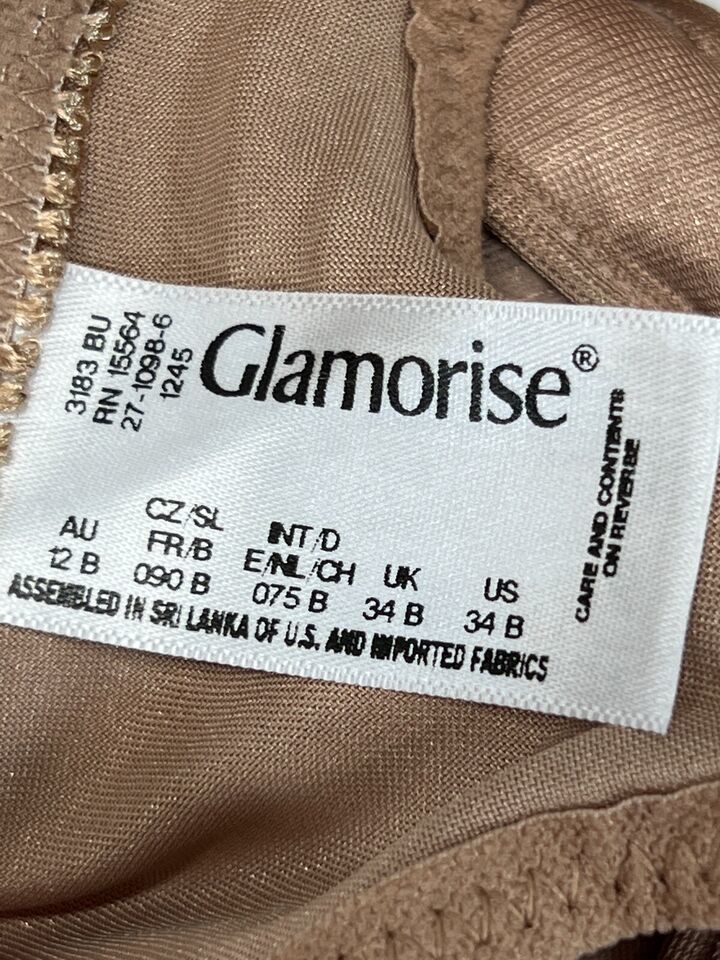 3183 BU
RN 15564
27-1098-6
1245
Glamorise®
AU
12 B
CZ/SL
FR/B
090 B
INT/D
E/NL/CH
075 B
UK
34 B
US
34 B
CARE AND CONTENTS
ON REVERSE
ASSEMBLED IN SRI LANKA OF U.S. AND IMPORTED FABRICS